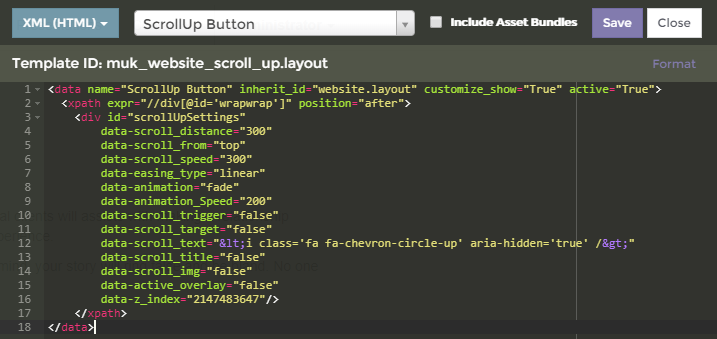 XML (HTML)
ScrollUp Button
Include Asset Bundles
Save
Close
Template ID: muk_website_scroll_up.layout
Format
1 <data name="ScrollUp Button" inherit_id="website.layout" customize_show="True" active="True">
2 <xpath expr="//div[@id='wrapwrap']" position="after">
3 <div id="scrollUpSettings"
4 data-scroll_distance="300"
5 data-scroll_from="top"
6 data-scroll_speed="300"
7 data-easing_type="linear"
8 data-animation="fade"
9 data-animation_Speed="200"
10 data-scroll_trigger="false"
11 data-scroll_target="false"
12 data-scroll_text="&lt;i class='fa fa-chevron-circle-up' aria-hidden='true' /&gt;"
13 data-scroll_title="false"
14 data-scroll_img="false"
15 data-active_overlay="false"
16 data-z_index="2147483647"/>
17 </xpath>
18 </data>